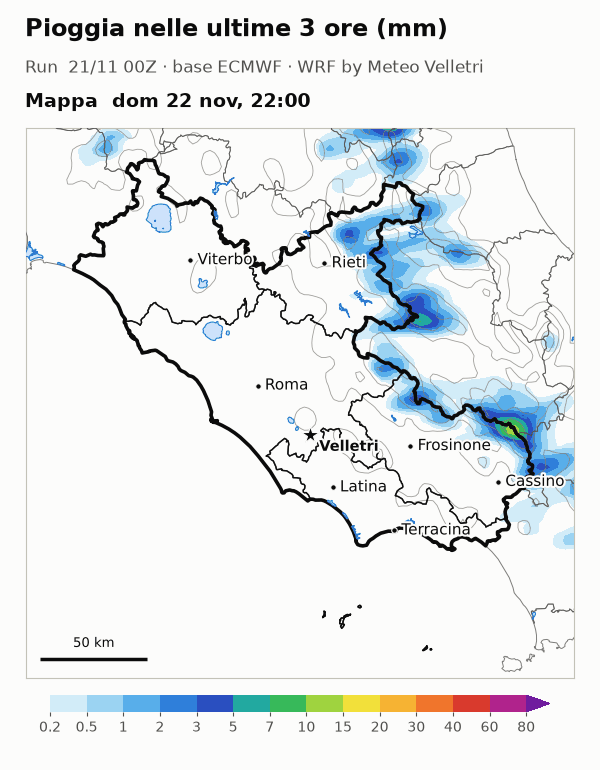 Pioggia nelle ultime 3 ore (mm)
Run  21/11 00Z · base ECMWF · WRF by Meteo Velletri
Mappa  dom 22 nov, 22:00
Viterbo
Rieti
Roma
Velletri
Frosinone
Latina
Cassino
Terracina
50 km
0.2 0.5 1 2 3 5 7 10 15 20 30 40 60 80